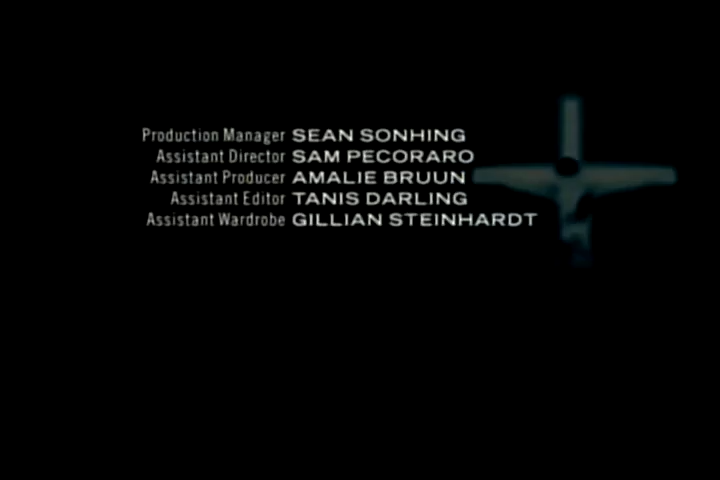 Production Manager SEAN SONHING
Assistant Director SAM PECORARO
Assistant Producer AMALIE BRUUN
Assistant Editor TANIS DARLING
Assistant Wardrobe GILLIAN STEINHARDT